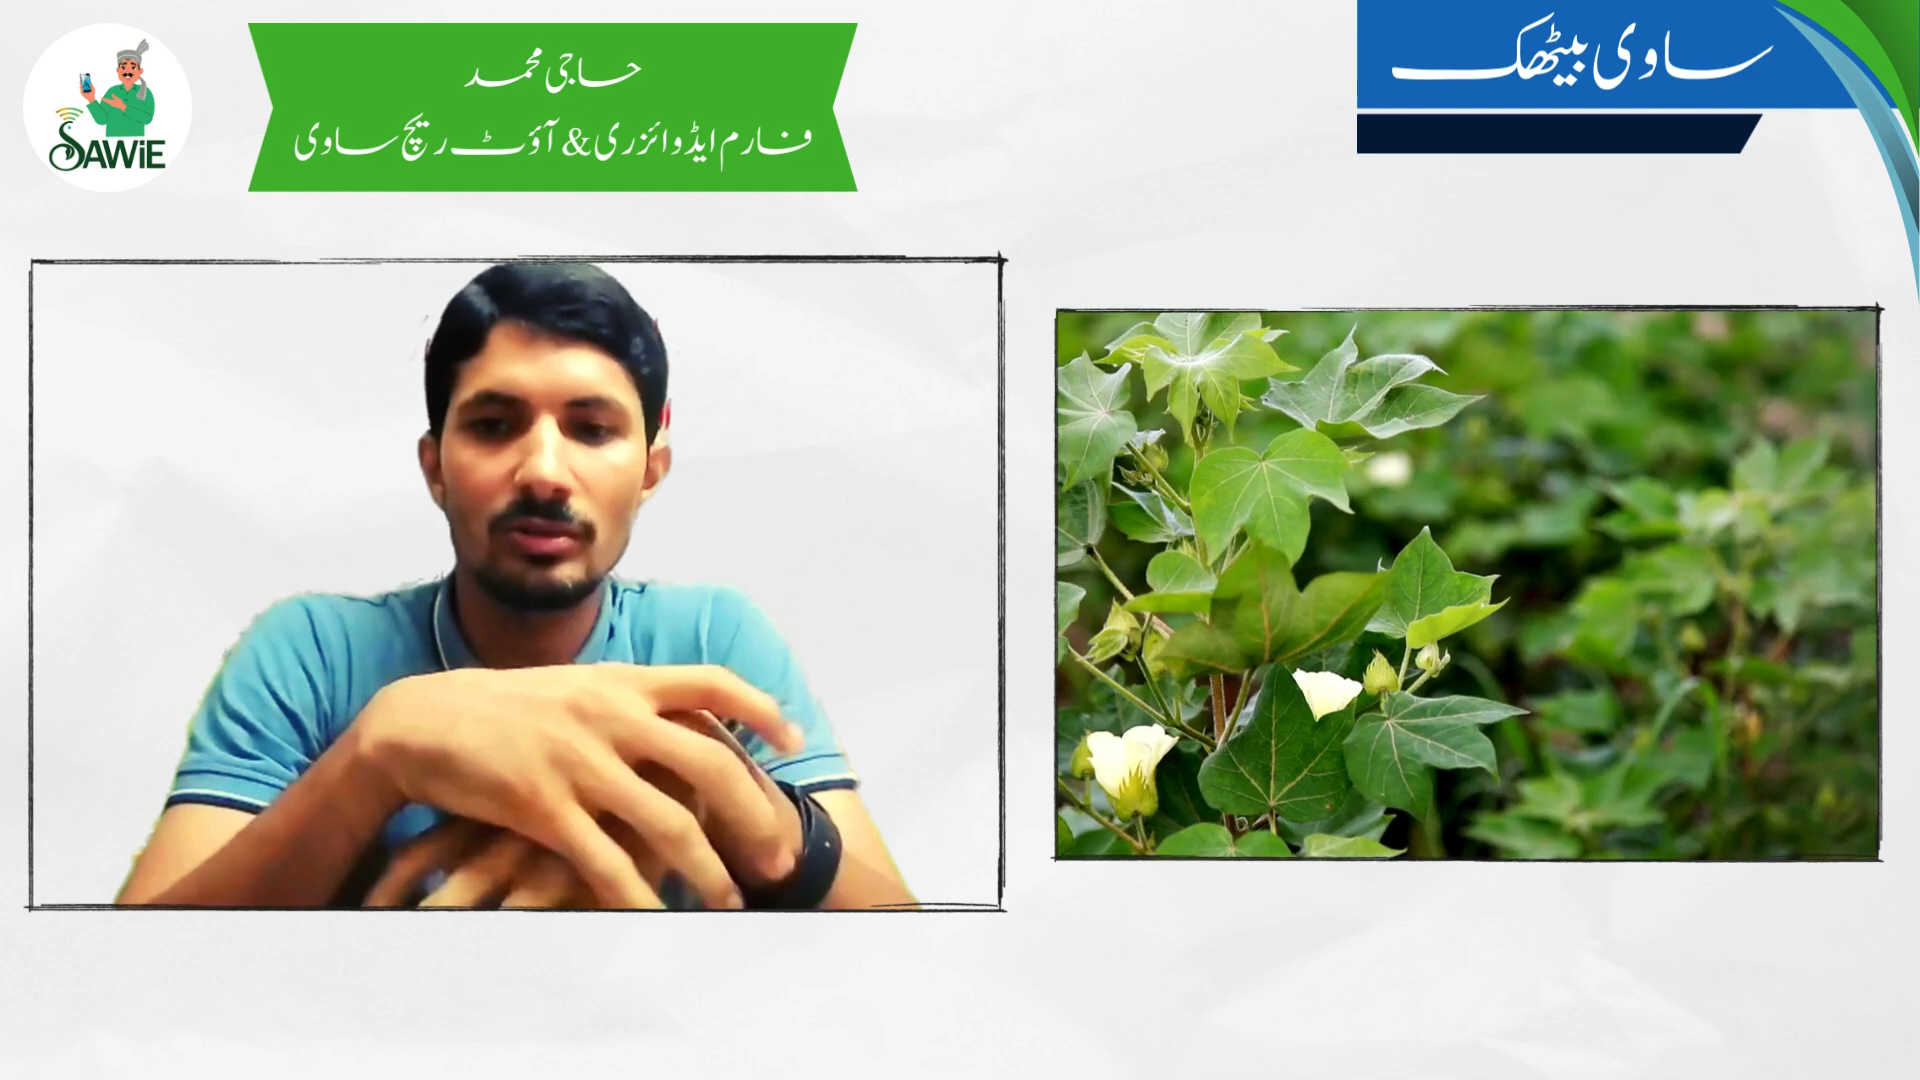 حاجی محمد
فارم ایڈوائزری & آؤٹ ریچ ساوی
ساوی بیٹھک
SAWiE